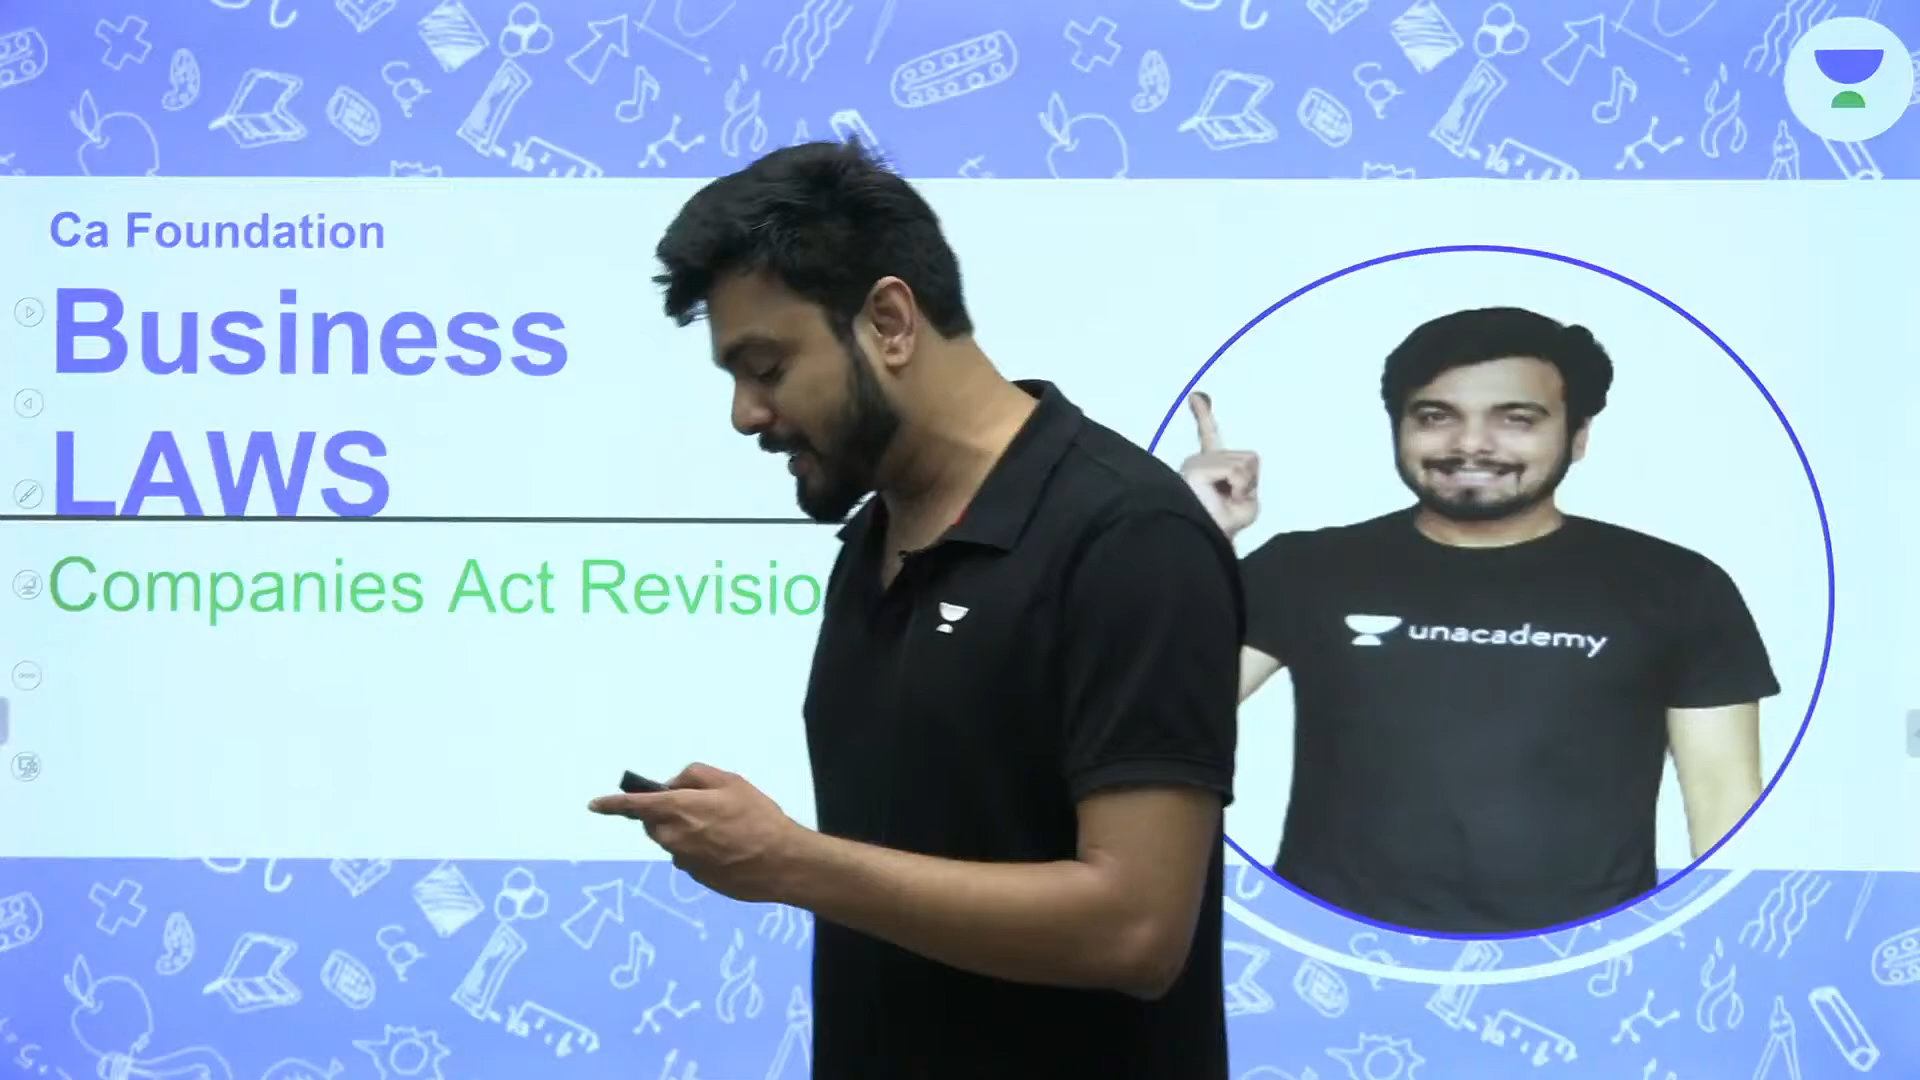 Ca Foundation
Business
LAWS
Companies Act Revisio
unacademy